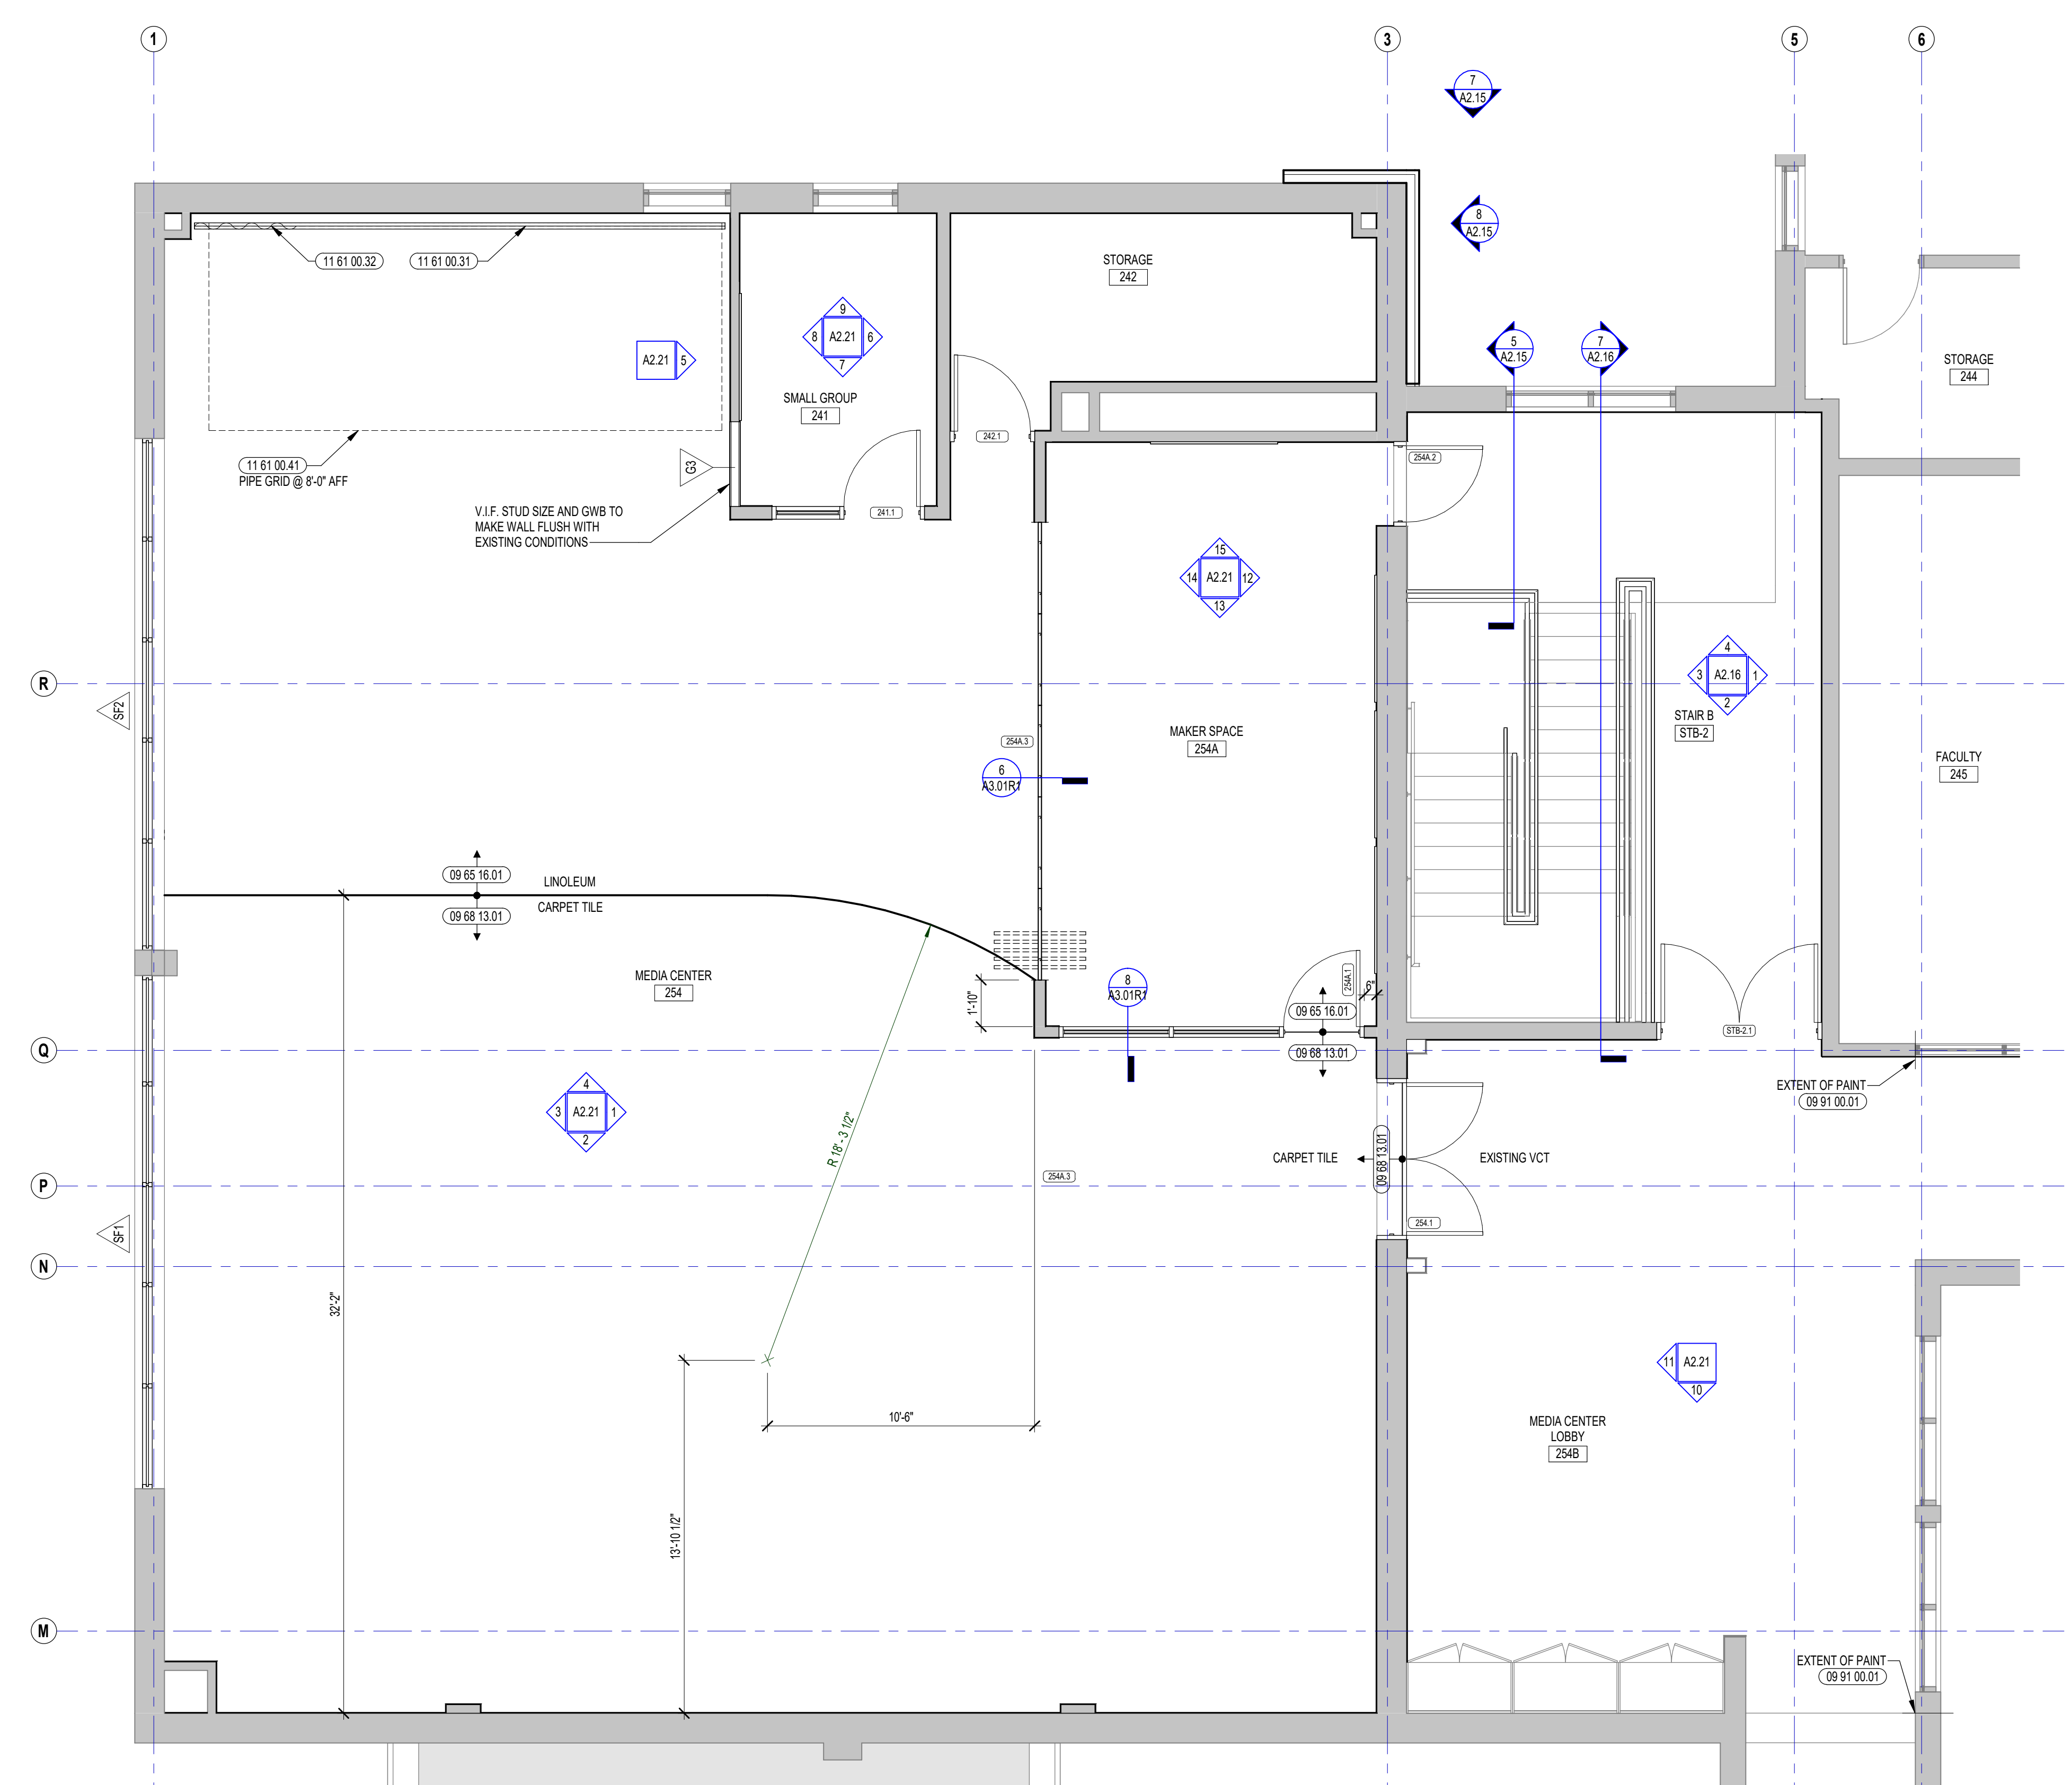 1
3
5
6
7
A2.15
8
A2.15
11 61 00.32
11 61 00.31
STORAGE
242
9
8
A2.21
6
7
A2.21
5
5
A2.15
7
A2.16
STORAGE
244
SMALL GROUP
241
242.1
254A.2
11 61 00.41
PIPE GRID @ 8'-0" AFF
G3
V.I.F. STUD SIZE AND GWB TO
MAKE WALL FLUSH WITH
EXISTING CONDITIONS
241.1
15
14
A2.21
12
13
R
SF2
4
3
A2.16
1
2
STAIR B
STB-2
MAKER SPACE
254A
254A.3
FACULTY
245
6
A3.01R1
09 65 16.01
LINOLEUM
09 68 13.01
CARPET TILE
MEDIA CENTER
254
8
A3.01R1
1'-10"
254A.1
6"
09 65 16.01
09 68 13.01
STB-2.1
Q
EXTENT OF PAINT
09 91 00.01
4
3
A2.21
1
2
R 18' - 3 1/2"
CARPET TILE
09 68 13.01
EXISTING VCT
254A.3
P
254.1
SF1
N
32'-2"
11
A2.21
10
10'-6"
MEDIA CENTER
LOBBY
254B
13'-10 1/2"
M
EXTENT OF PAINT
09 91 00.01